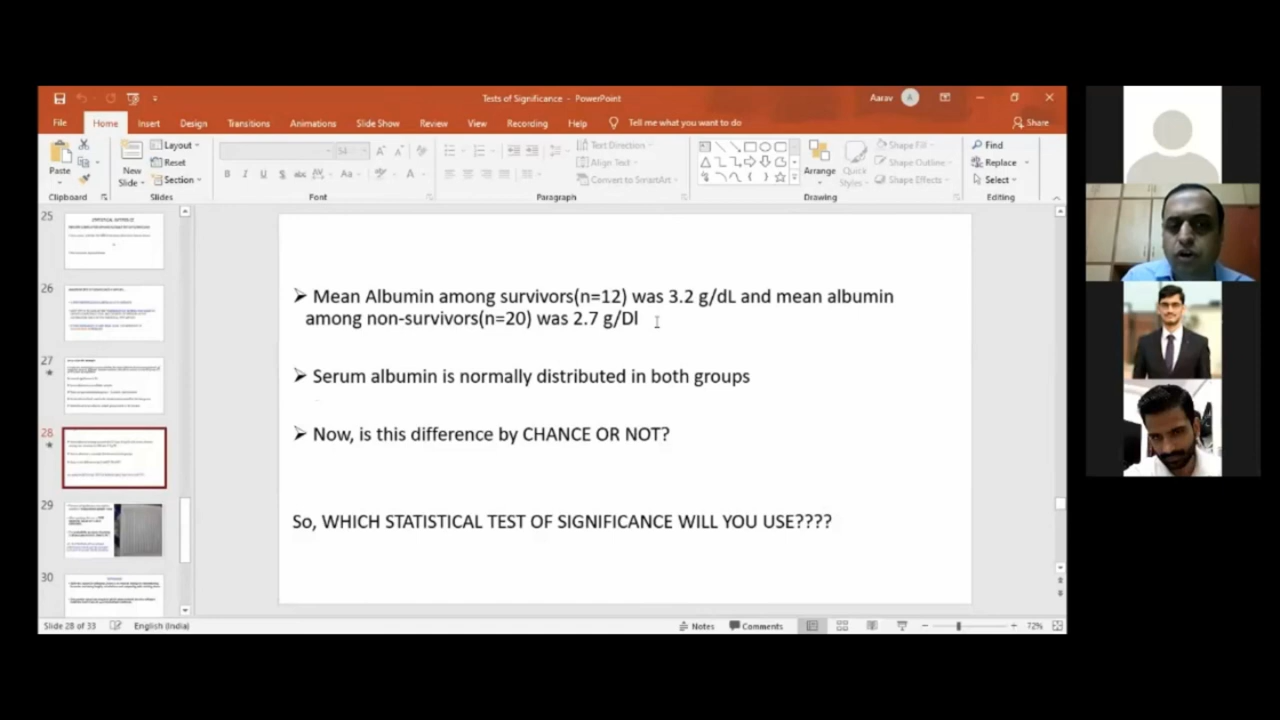 Tests of Significance - PowerPoint
Aarav
A
File Home Insert Design Transitions Animations Slide Show Review View Recording Help Tell me what you want to do
Share
Paste
New Slide
Layout
Reset
Section
B I U S abc AV Aa A
Text Direction
Align Text
Convert to SmartArt
Arrange
Quick Styles
Shape Fill
Shape Outline
Shape Effects
Find
Replace
Select
Clipboard Slides Font Paragraph Drawing Editing
25
26
27
28
29
30
➤ Mean Albumin among survivors(n=12) was 3.2 g/dL and mean albumin
among non-survivors(n=20) was 2.7 g/Dl
➤ Serum albumin is normally distributed in both groups
➤ Now, is this difference by CHANCE OR NOT?
So, WHICH STATISTICAL TEST OF SIGNIFICANCE WILL YOU USE????
Slide 28 of 33 English (India) Notes Comments 72%